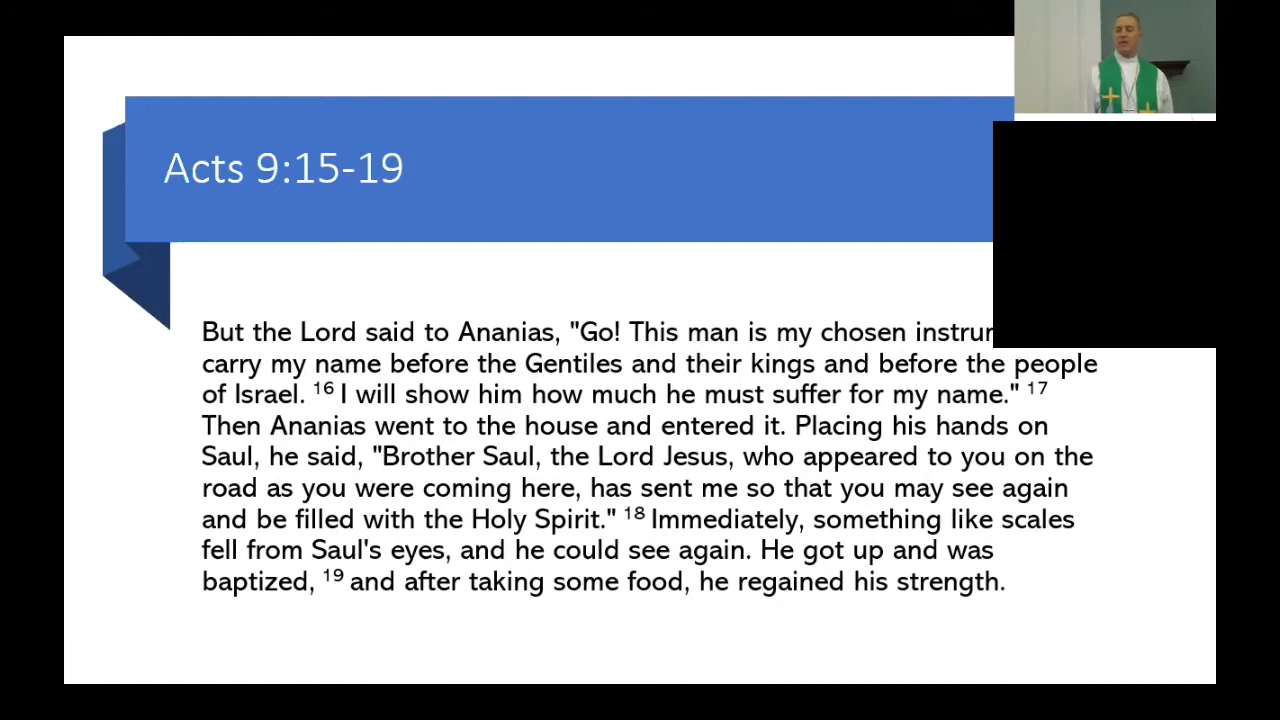 Acts 9:15-19
But the Lord said to Ananias, "Go! This man is my chosen
carry my name before the Gentiles and their kings and before the people
of Israel. 16 I will show him how much he must suffer for my name." 17
Then Ananias went to the house and entered it. Placing his hands on
Saul, he said, "Brother Saul, the Lord Jesus, who appeared to you on the
road as you were coming here, has sent me so that you may see again
and be filled with the Holy Spirit." 18 Immediately, something like scales
fell from Saul's eyes, and he could see again. He got up and was
baptized, 19 and after taking some food, he regained his strength.